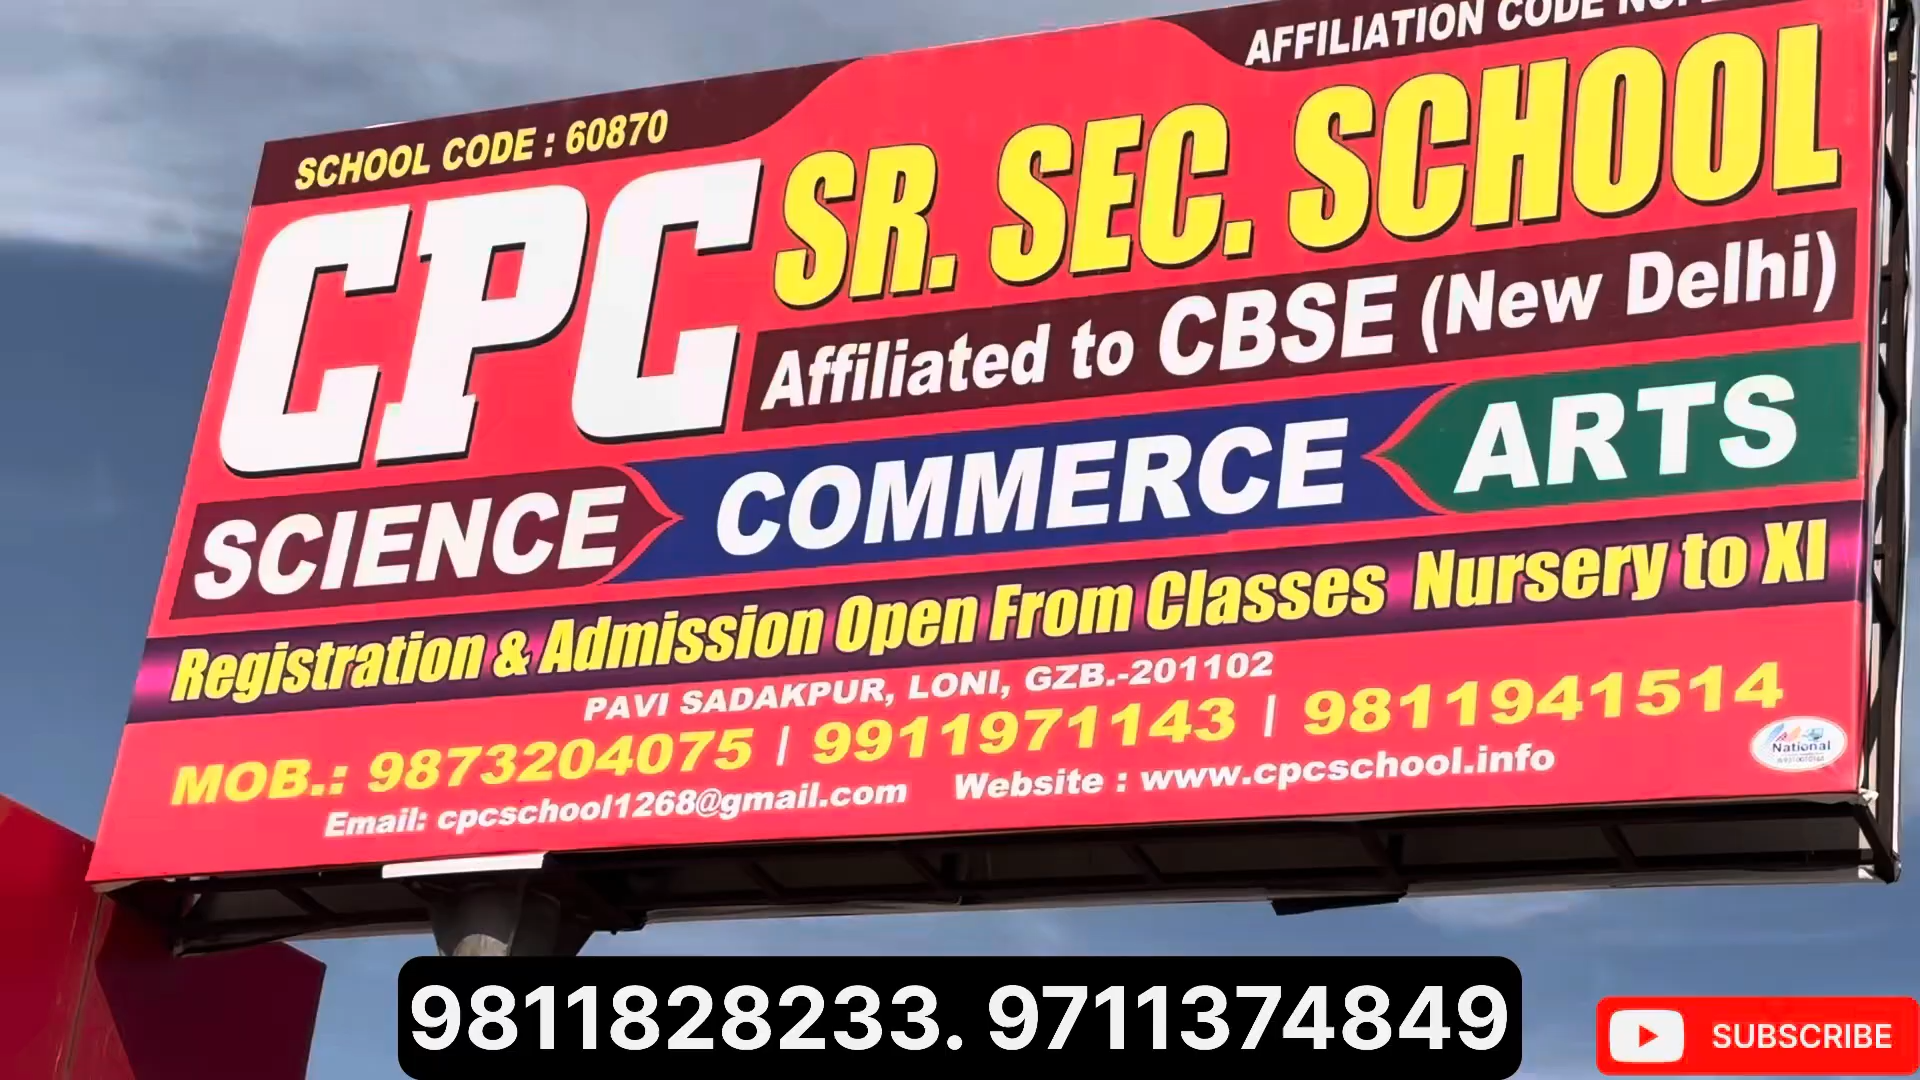 AFFILIATION CODE NO.
SCHOOL CODE : 60870
CPC SR. SEC. SCHOOL
Affiliated to CBSE (New Delhi)
SCIENCE COMMERCE ARTS
Registration & Admission Open From Classes Nursery to XI
PAVI SADAKPUR, LONI, GZB.-201102
MOB.: 9873204075 | 9911971143 | 9811941514
Email: cpcschool1268@gmail.com Website : www.cpcschool.info
National
9811828233. 9711374849
SUBSCRIBE